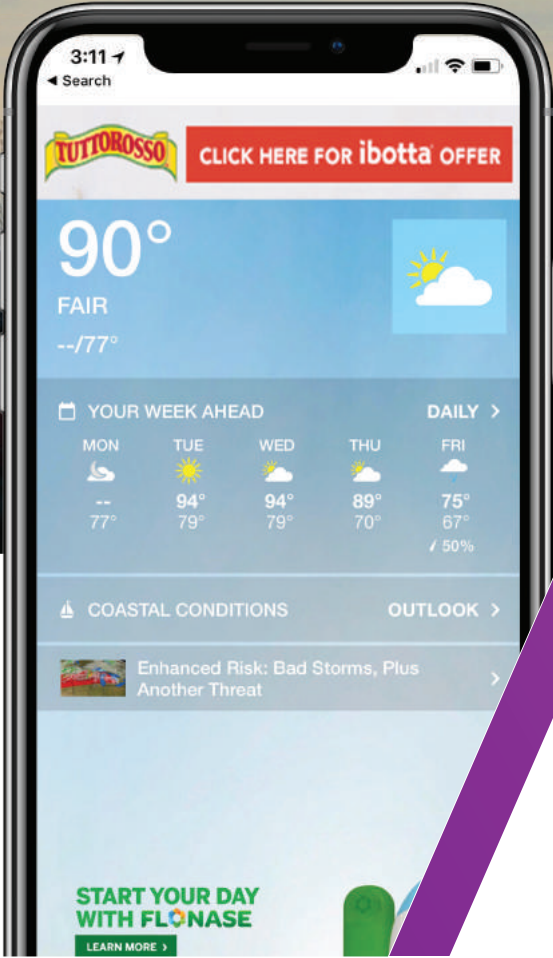 3:11
◄ Search
TUTTOROSSO
CLICK HERE FOR ibotta OFFER
90°
FAIR
--/77°
YOUR WEEK AHEAD DAILY >
MON TUE WED THU FRI
-- 94° 94° 89° 75°
77° 79° 79° 70° 67°
50%
COASTAL CONDITIONS OUTLOOK >
Enhanced Risk: Bad Storms, Plus
Another Threat
START YOUR DAY
WITH FLONASE
LEARN MORE >